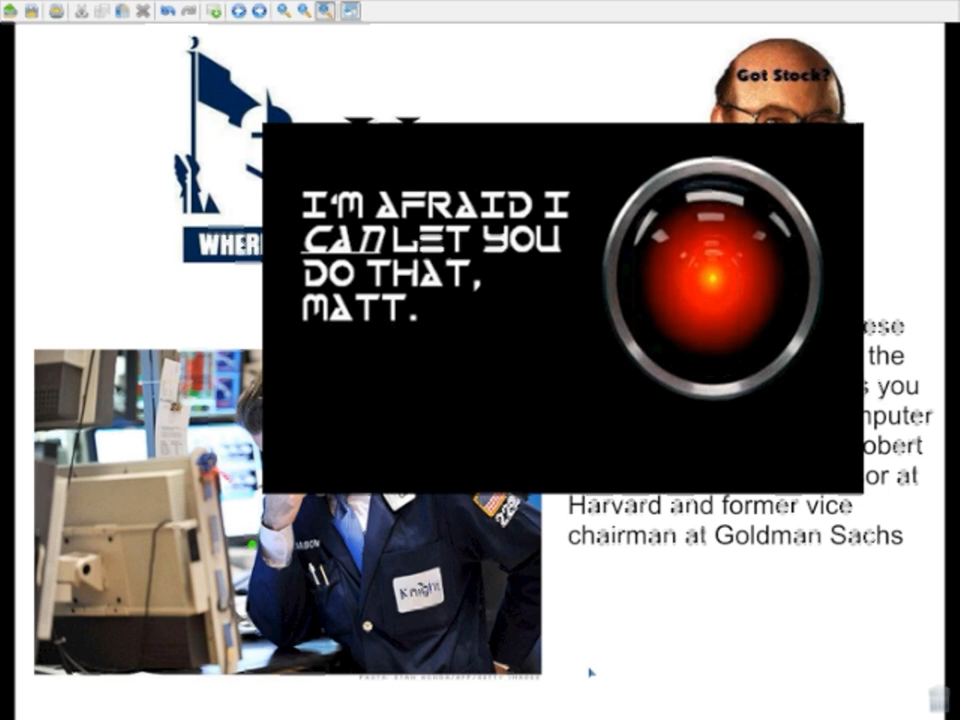 Got Stock?
WHER
I'M AFRAID I
CAN LET YOU
DO THAT,
MATT.
ese
the
s you
mputer
obert
or at
Harvard and former vice
chairman at Goldman Sachs
Knight